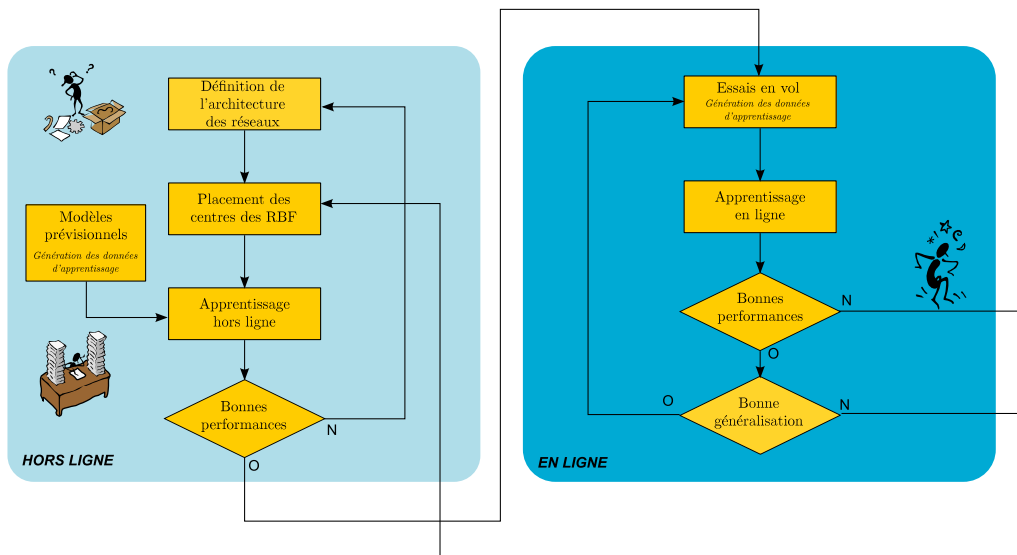 Définition de
l'architecture
des réseaux
Placement des
centres des RBF
Modèles
prévisionnels
Génération des données
d'apprentissage
Apprentissage
hors ligne
Bonnes
performances
N
O
HORS LIGNE
Essais en vol
Génération des données
d'apprentissage
Apprentissage
en ligne
Bonnes
performances
N
O
Bonne
généralisation
O
N
EN LIGNE